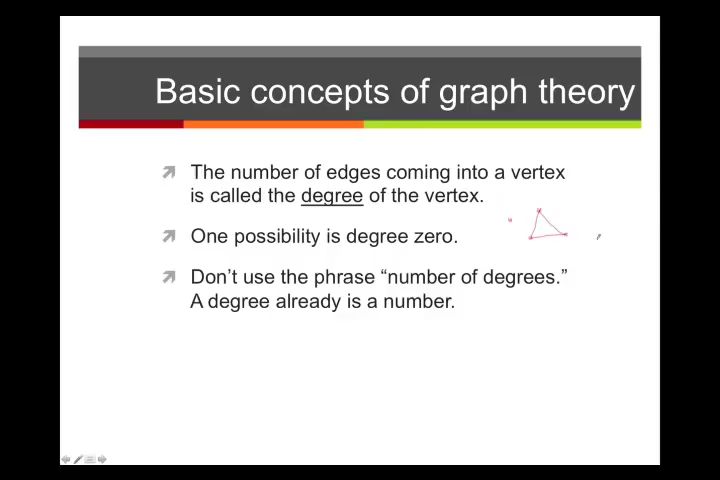 Basic concepts of graph theory
The number of edges coming into a vertex
is called the degree of the vertex.
One possibility is degree zero.
Don’t use the phrase “number of degrees.”
A degree already is a number.